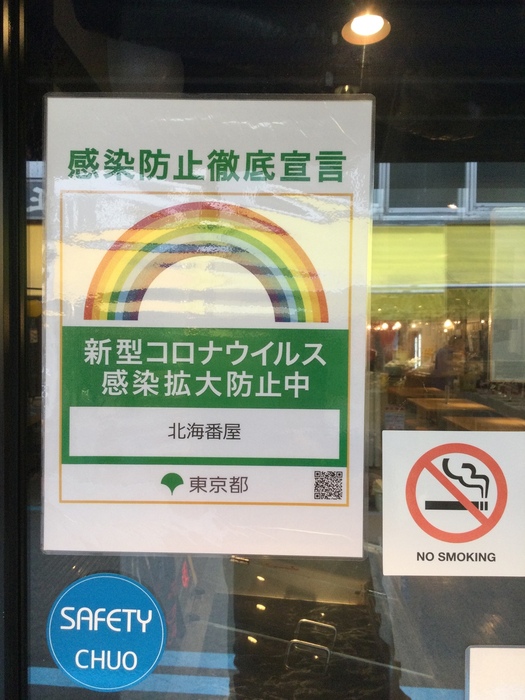 感染防止徹底宣言
新型コロナウイルス
感染拡大防止中
北海番屋
東京都
NO SMOKING
SAFETY
CHUO